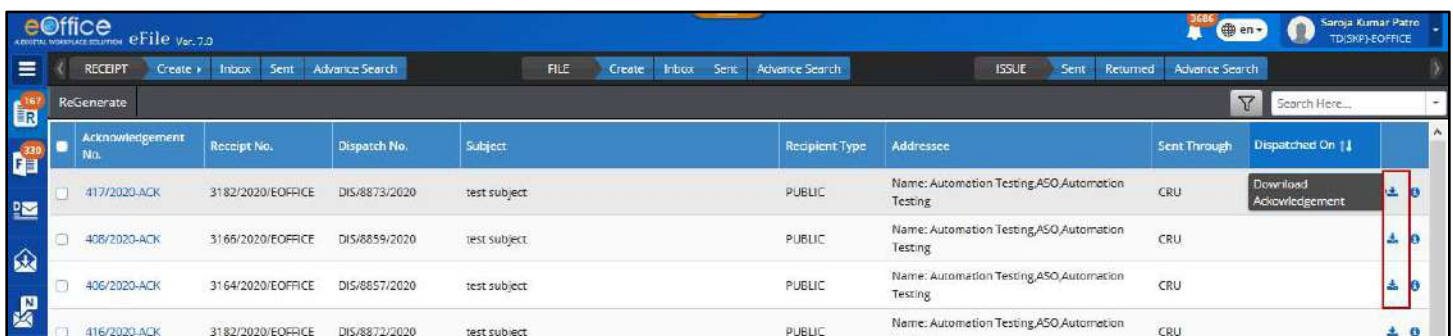 eOffice
A DIGITAL WORKPLACE SOLUTION eFile Ver. 7.0
3686
en
Saroja Kumar Patro
TD(SKP)-EOFFICE
RECEIPT Create Inbox Sent Advance Search FILE Create Inbox Sent Advance Search ISSUE Sent Returned Advance Search
167
R
ReGenerate
Search Here...
Acknowledgement No. Receipt No. Dispatch No. Subject Recipient Type Addressee Sent Through Dispatched On
330
F
417/2020-ACK 3182/2020/EOFFICE DIS/8873/2020 test subject PUBLIC Name: Automation Testing,ASO,Automation Testing CRU
Download
Ackowledgement
408/2020-ACK 3166/2020/EOFFICE DIS/8859/2020 test subject PUBLIC Name: Automation Testing,ASO,Automation Testing CRU
406/2020-ACK 3164/2020/EOFFICE DIS/8857/2020 test subject PUBLIC Name: Automation Testing,ASO,Automation Testing CRU
N
416/2020-ACK 3182/2020/EOFFICE DIS/8872/2020 test subject PUBLIC Name: Automation Testing,ASO,Automation CRU